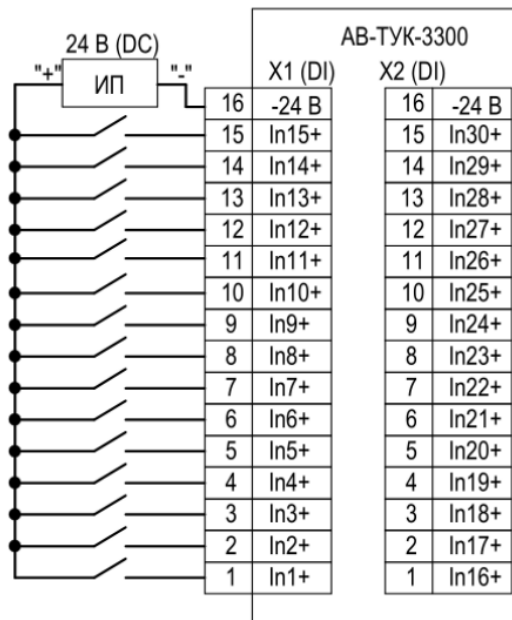 24 В (DC)
АВ-ТУК-3300
"+" ИП "-"
X1 (DI) X2 (DI)
16 -24 В 16 -24 В
15 In15+ 15 In30+
14 In14+ 14 In29+
13 In13+ 13 In28+
12 In12+ 12 In27+
11 In11+ 11 In26+
10 In10+ 10 In25+
9 In9+ 9 In24+
8 In8+ 8 In23+
7 In7+ 7 In22+
6 In6+ 6 In21+
5 In5+ 5 In20+
4 In4+ 4 In19+
3 In3+ 3 In18+
2 In2+ 2 In17+
1 In1+ 1 In16+